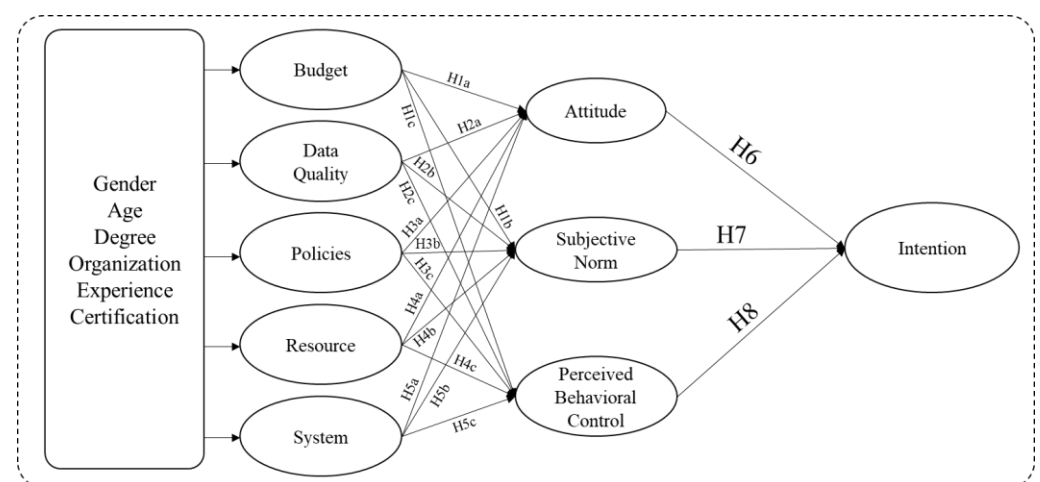 Gender
Age
Degree
Organization
Experience
Certification
Budget
Data
Quality
Policies
Resource
System
H1a
H1c
H2a
H2b
H2c
H1b
H3a
H3b
H3c
H4a
H4b
H4c
H5a
H5b
H5c
Attitude
Subjective
Norm
Perceived
Behavioral
Control
H6
H7
H8
Intention